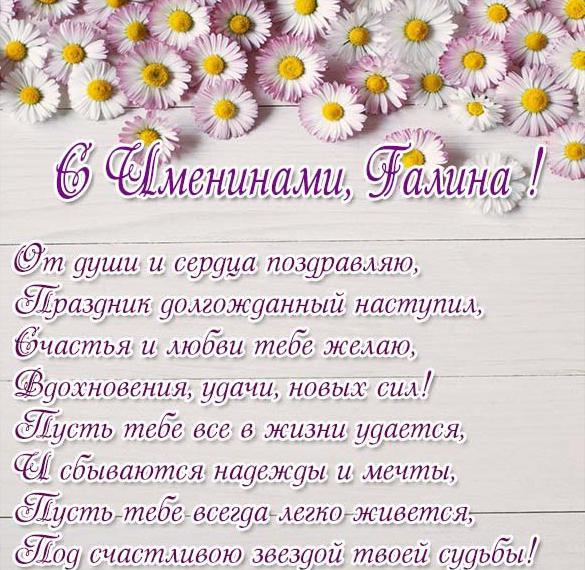 С Именинами, Галина !
От души и сердца поздравляю,
Праздник долгожданный наступил,
Счастья и любви тебе желаю,
Вдохновения, удачи, новых сил!
Пусть тебе все в жизни удается,
И сбываются надежды и мечты,
Пусть тебе всегда легко живется,
Под счастливою звездой твоей судьбы!